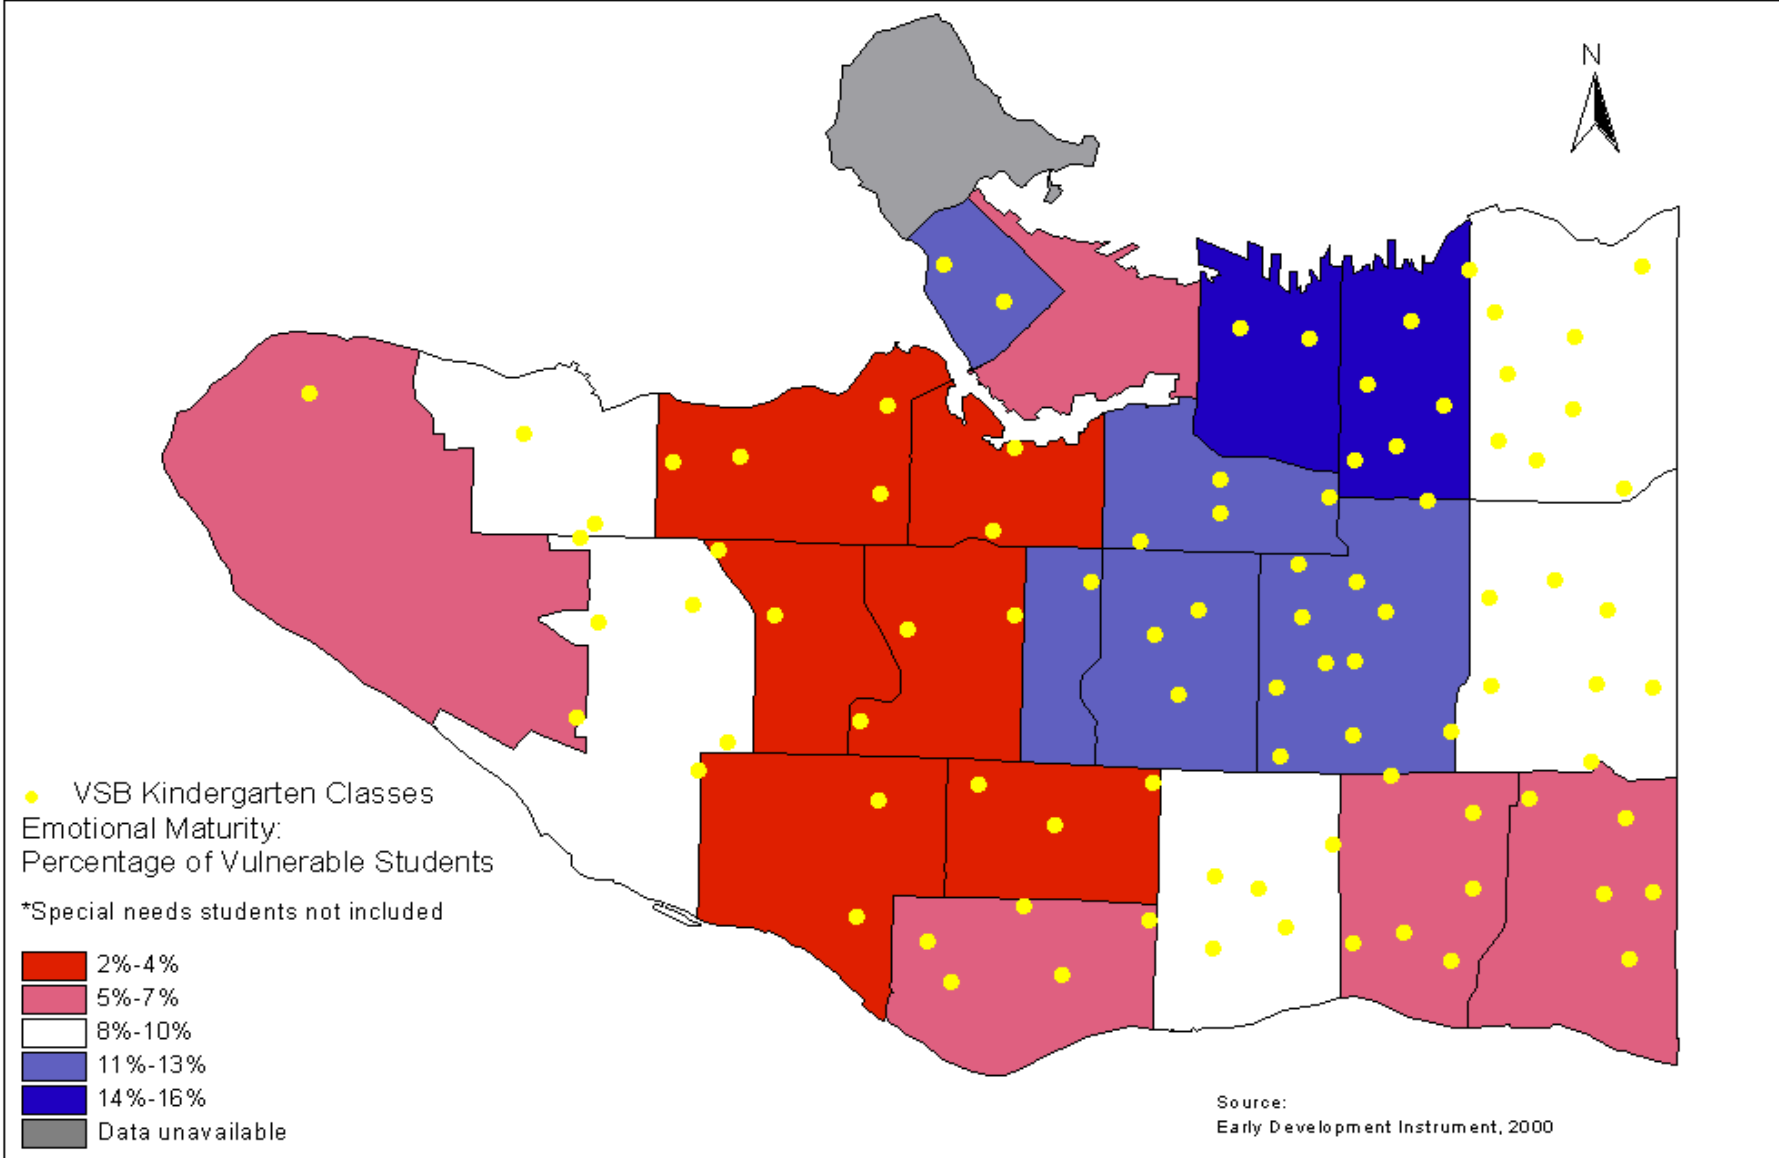 N
VSB Kindergarten Classes
Emotional Maturity:
Percentage of Vulnerable Students
*Special needs students not included
2%-4%
5%-7%
8%-10%
11%-13%
14%-16%
Data unavailable
Source:
Early Development Instrument, 2000